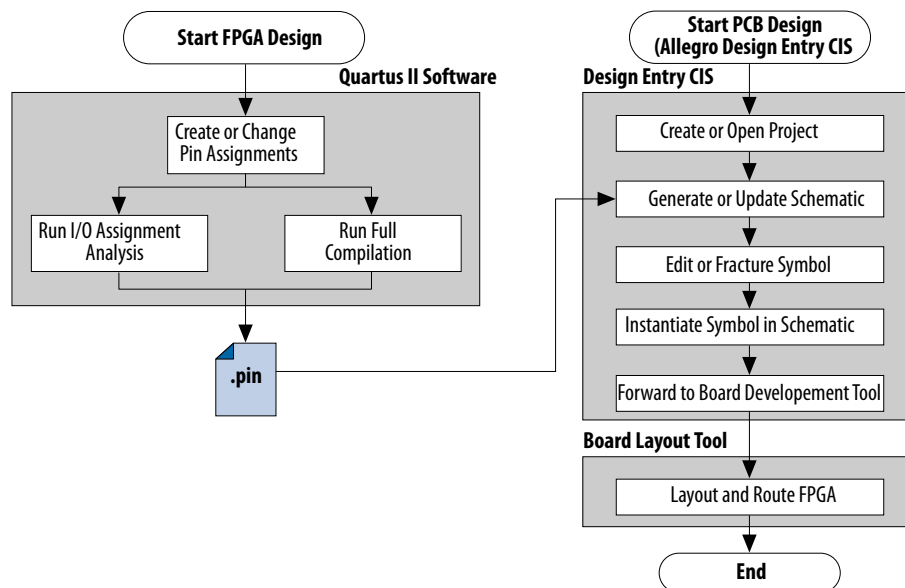 Start FPGA Design
Quartus II Software
Create or Change
Pin Assignments
Run I/O Assignment
Analysis
Run Full
Compilation
.pin
Start PCB Design
(Allegro Design Entry CIS
Design Entry CIS
Create or Open Project
Generate or Update Schematic
Edit or Fracture Symbol
Instantiate Symbol in Schematic
Forward to Board Developement Tool
Board Layout Tool
Layout and Route FPGA
End